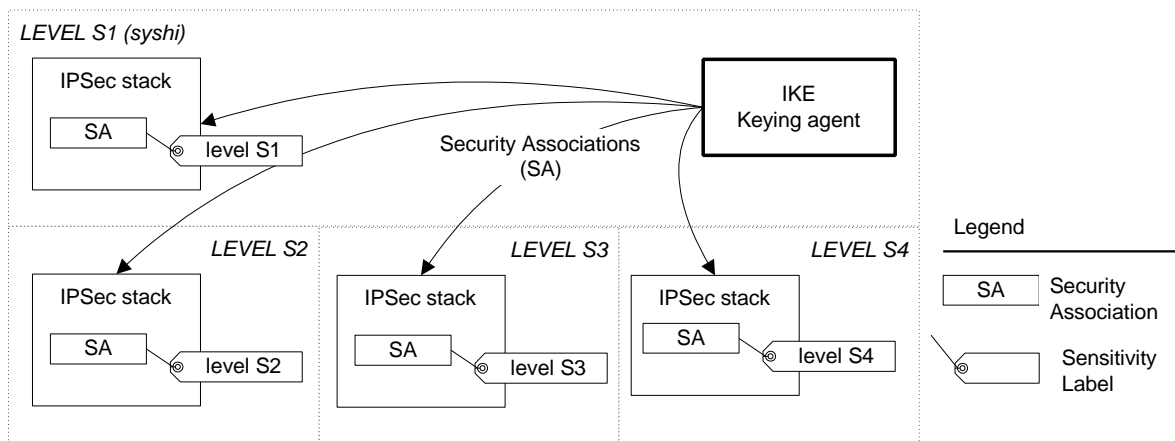 LEVEL S1 (syshi)
IPSec stack
SA
level S1
IKE
Keying agent
Security Associations
(SA)
LEVEL S2
IPSec stack
SA
level S2
LEVEL S3
IPSec stack
SA
level S3
LEVEL S4
IPSec stack
SA
level S4
Legend
SA
Security
Association
Sensitivity
Label